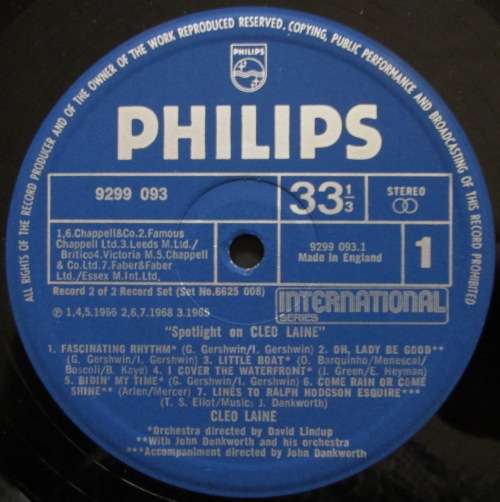 ALL RIGHTS OF THE RECORD PRODUCER AND OF THE OWNER OF THE WORK REPRODUCED RESERVED. COPYING, PUBLIC PERFORMANCE AND BROADCASTING OF THIS RECORD PROHIBITED
PHILIPS
PHILIPS
9299 093
33 1/3
STEREO
1,6.Chappell&Co.2.Famous
Chappell Ltd.3.Leeds M.Ltd./
Britico4.Victoria M.5.Chappell
& Co.Ltd.7.Faber&Faber
Ltd./Essex M.Int.Ltd.
9299 093.1
Made in England
1
Record 2 of 2 Record Set (Set No.6625 008)
INTERNATIONAL
SERIES
℗ 1,4,5.1966 2,6,7.1968 3.1965
"Spotlight on CLEO LAINE"
1. FASCINATING RHYTHM* (G. Gershwin/I. Gershwin) 2. OH, LADY BE GOOD**
(G. Gershwin/I. Gershwin) 3. LITTLE BOAT* (O. Barquinho/Menescal/
Boscoli/B. Kaye) 4. I COVER THE WATERFRONT* (J. Green/E. Heyman)
5. BIDIN' MY TIME* (G. Gershwin/I. Gershwin) 6. COME RAIN OR COME
SHINE** (Arlen/Mercer) 7. LINES TO RALPH HODGSON ESQUIRE***
(T. S. Eliot/Music: J. Dankworth)
CLEO LAINE
*Orchestra directed by David Lindup
**With John Dankworth and his orchestra
***Accompaniment directed by John Dankworth